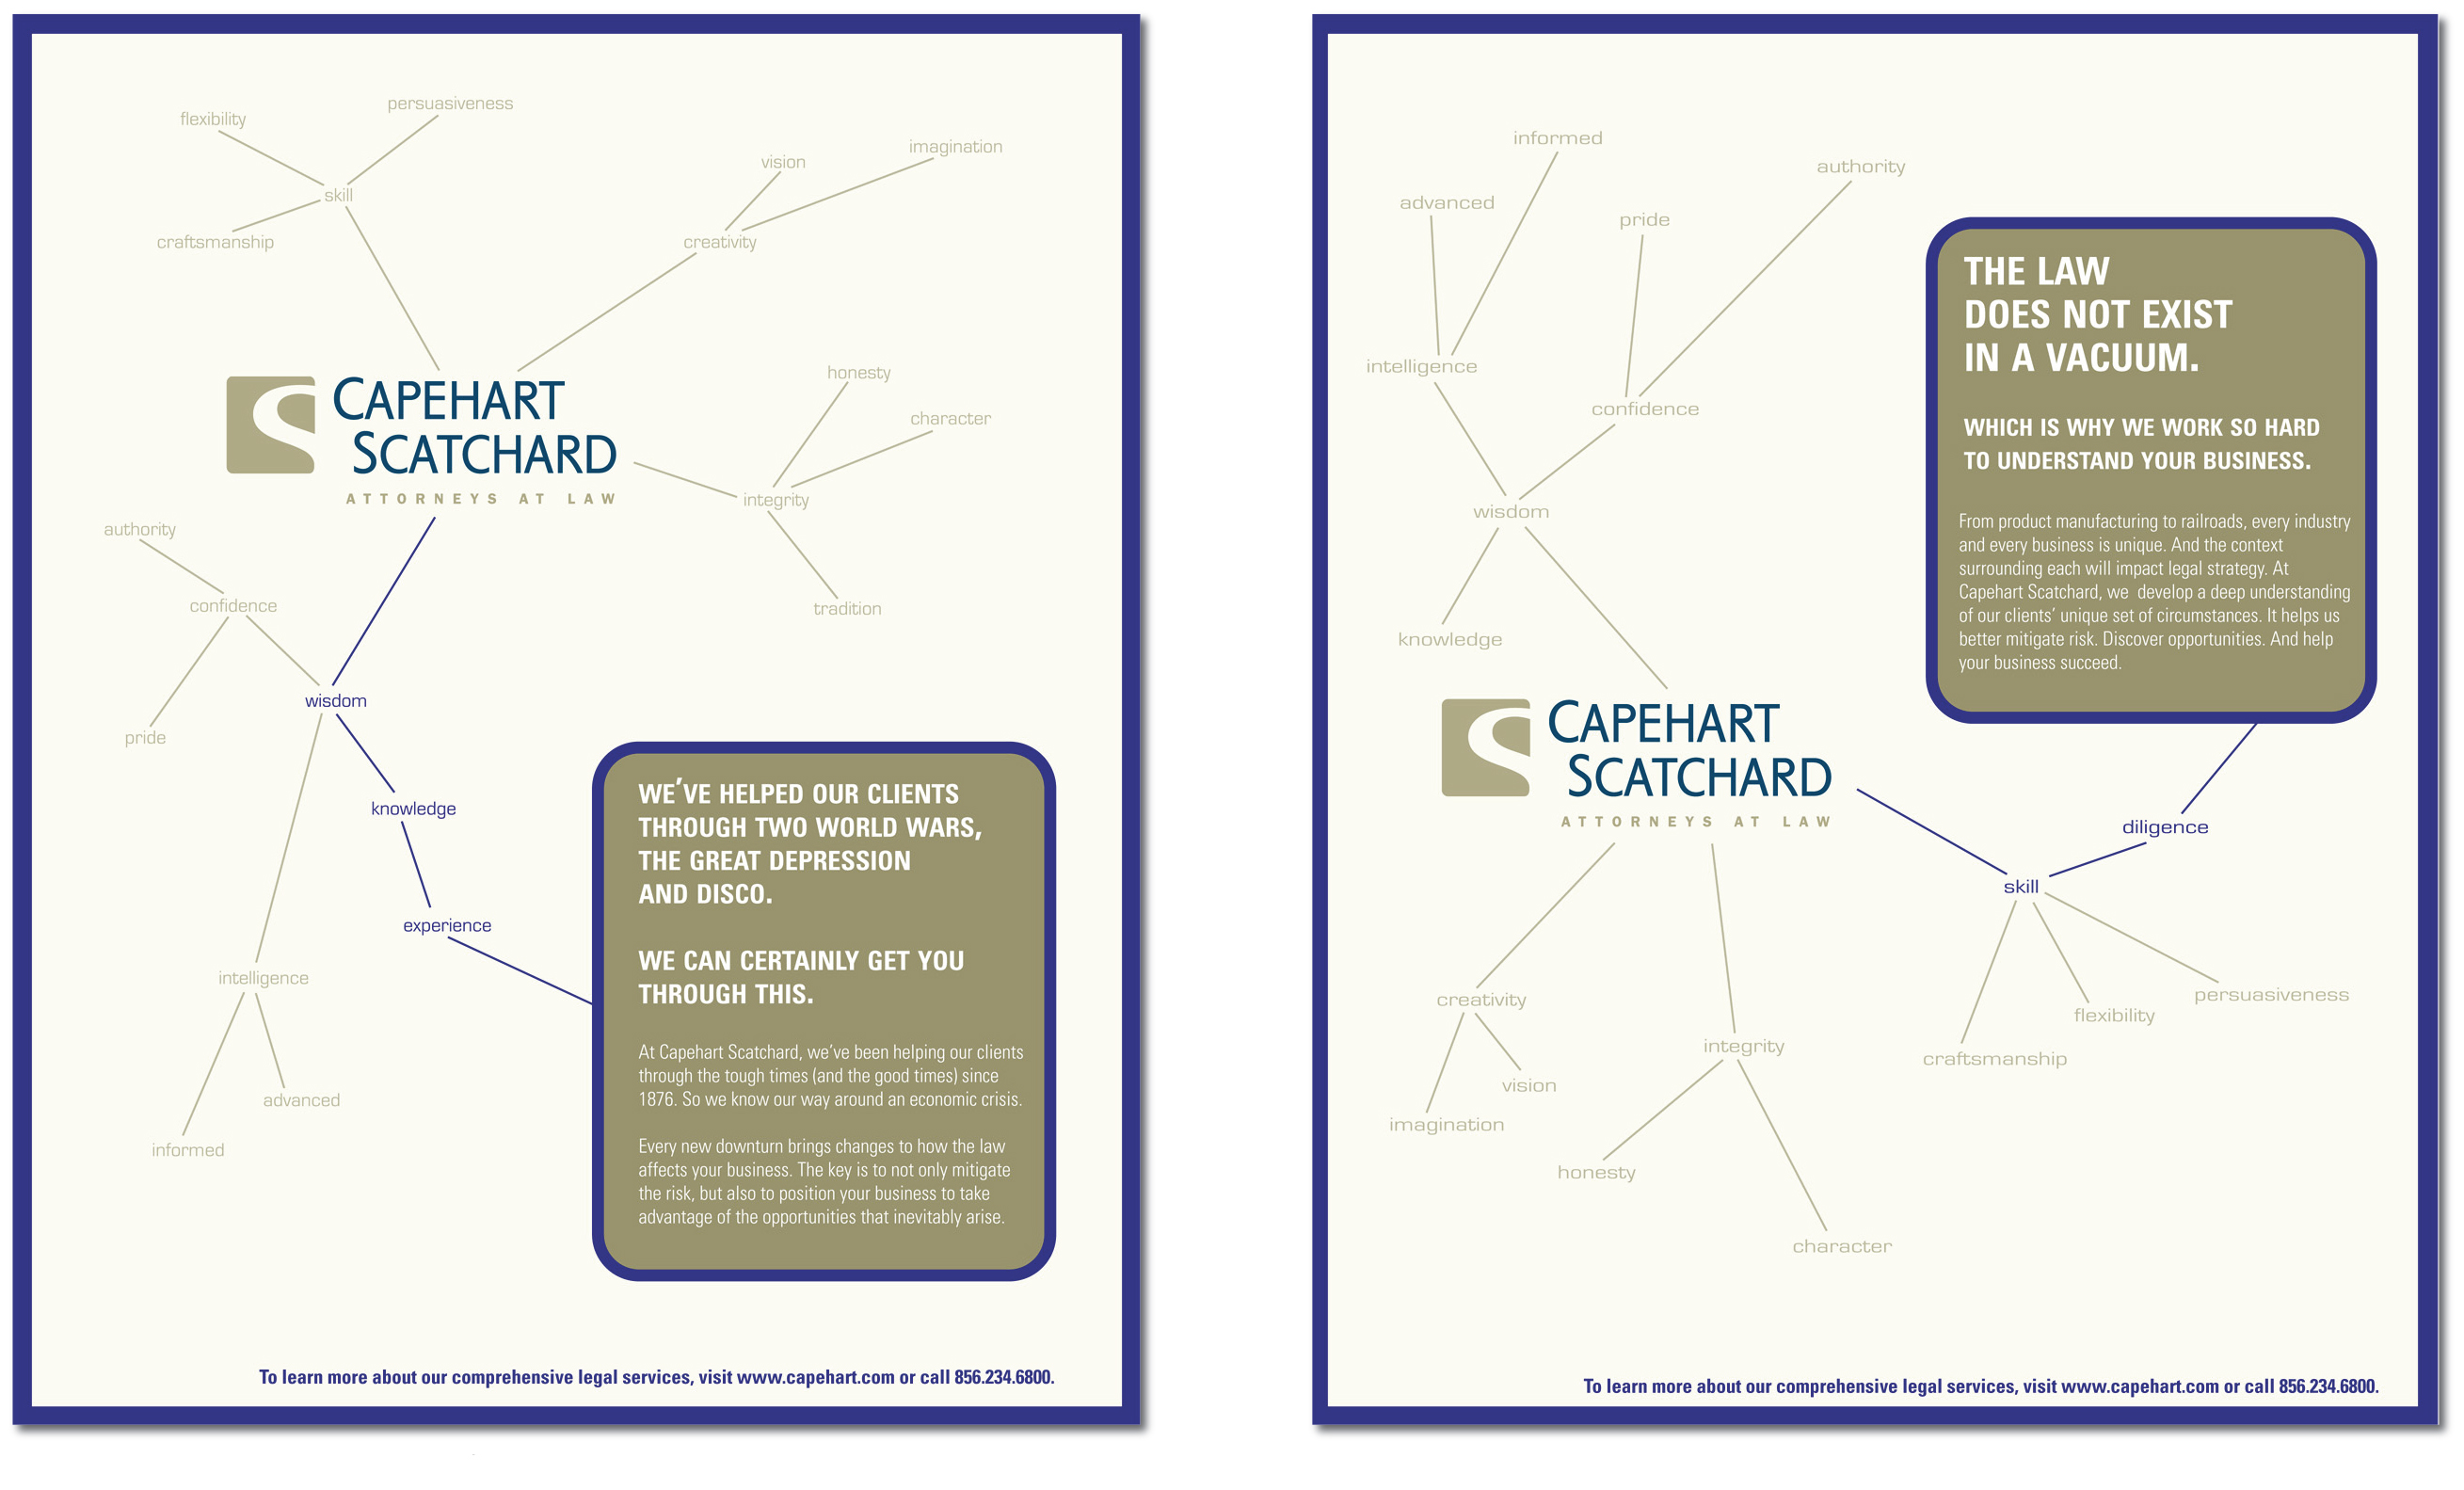 flexibility
persuasiveness
skill
craftsmanship
vision
imagination
creativity
CAPEHART
SCATCHARD
ATTORNEYS AT LAW
honesty
character
integrity
tradition
authority
confidence
pride
wisdom
knowledge
experience
intelligence
advanced
informed
WE'VE HELPED OUR CLIENTS
THROUGH TWO WORLD WARS,
THE GREAT DEPRESSION
AND DISCO.
WE CAN CERTAINLY GET YOU
THROUGH THIS.
At Capehart Scatchard, we've been helping our clients
through the tough times (and the good times) since
1876. So we know our way around an economic crisis.
Every new downturn brings changes to how the law
affects your business. The key is to not only mitigate
the risk, but also to position your business to take
advantage of the opportunities that inevitably arise.
To learn more about our comprehensive legal services, visit www.capehart.com or call 856.234.6800.
informed
authority
advanced
pride
intelligence
confidence
wisdom
knowledge
THE LAW
DOES NOT EXIST
IN A VACUUM.
WHICH IS WHY WE WORK SO HARD
TO UNDERSTAND YOUR BUSINESS.
From product manufacturing to railroads, every industry
and every business is unique. And the context
surrounding each will impact legal strategy. At
Capehart Scatchard, we  develop a deep understanding
of our clients' unique set of circumstances. It helps us
better mitigate risk. Discover opportunities. And help
your business succeed.
CAPEHART
SCATCHARD
ATTORNEYS AT LAW
diligence
skill
persuasiveness
flexibility
craftsmanship
creativity
vision
imagination
integrity
honesty
character
To learn more about our comprehensive legal services, visit www.capehart.com or call 856.234.6800.